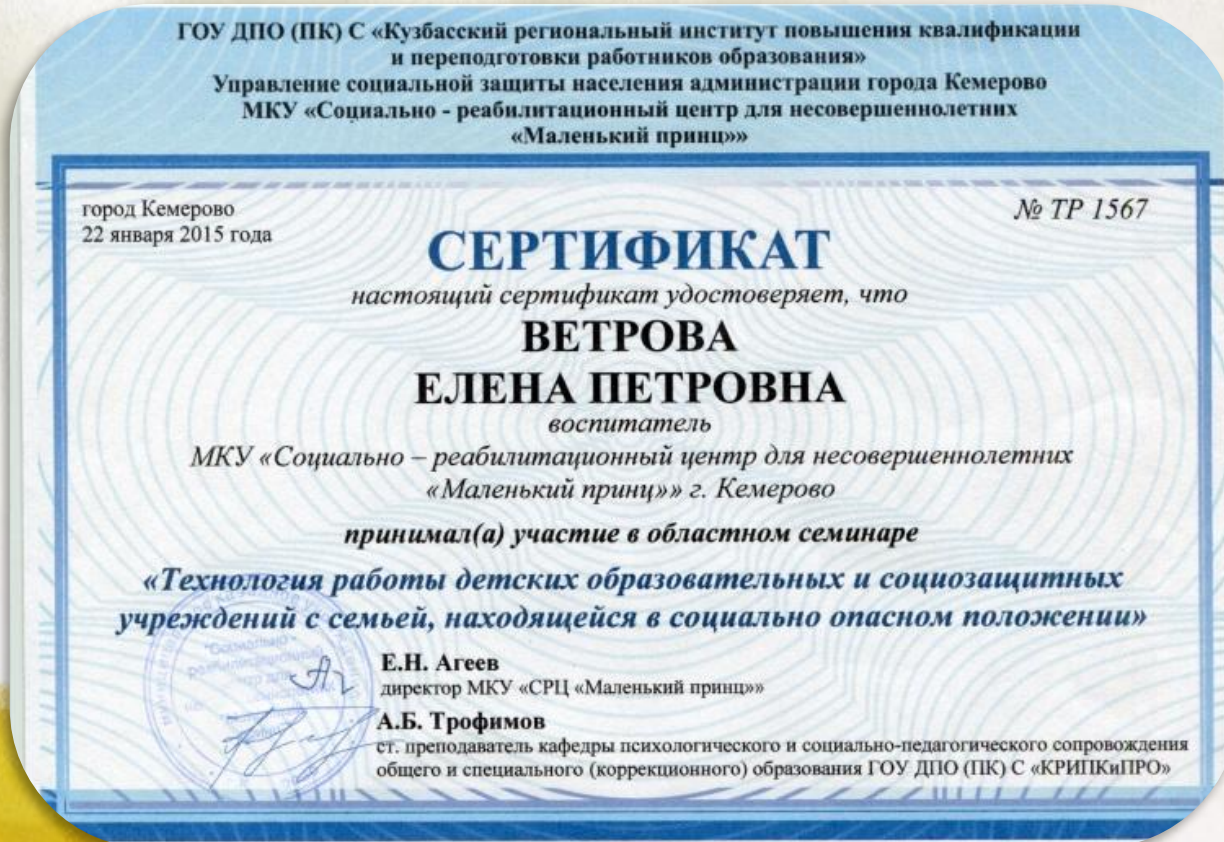 ГОУ ДПО (ПК) С «Кузбасский региональный институт повышения квалификации
и переподготовки работников образования»
Управление социальной защиты населения администрации города Кемерово
МКУ «Социально - реабилитационный центр для несовершеннолетних
«Маленький принц»»
город Кемерово
№ ТР 1567
22 января 2015 года
СЕРТИФИКАТ
настоящий сертификат удостоверяет, что
ВЕТРОВА
ЕЛЕНА ПЕТРОВНА
воспитатель
МКУ «Социально – реабилитационный центр для несовершеннолетних
«Маленький принц»» г. Кемерово
принимал(а) участие в областном семинаре
«Технология работы детских образовательных и социозащитных
учреждений с семьей, находящейся в социально опасном положении»
Е.Н. Агеев
директор МКУ «СРЦ «Маленький принц»»
А.Б. Трофимов
ст. преподаватель кафедры психологического и социально-педагогического сопровождения
общего и специального (коррекционного) образования ГОУ ДПО (ПК) С «КРИПКиПРО»